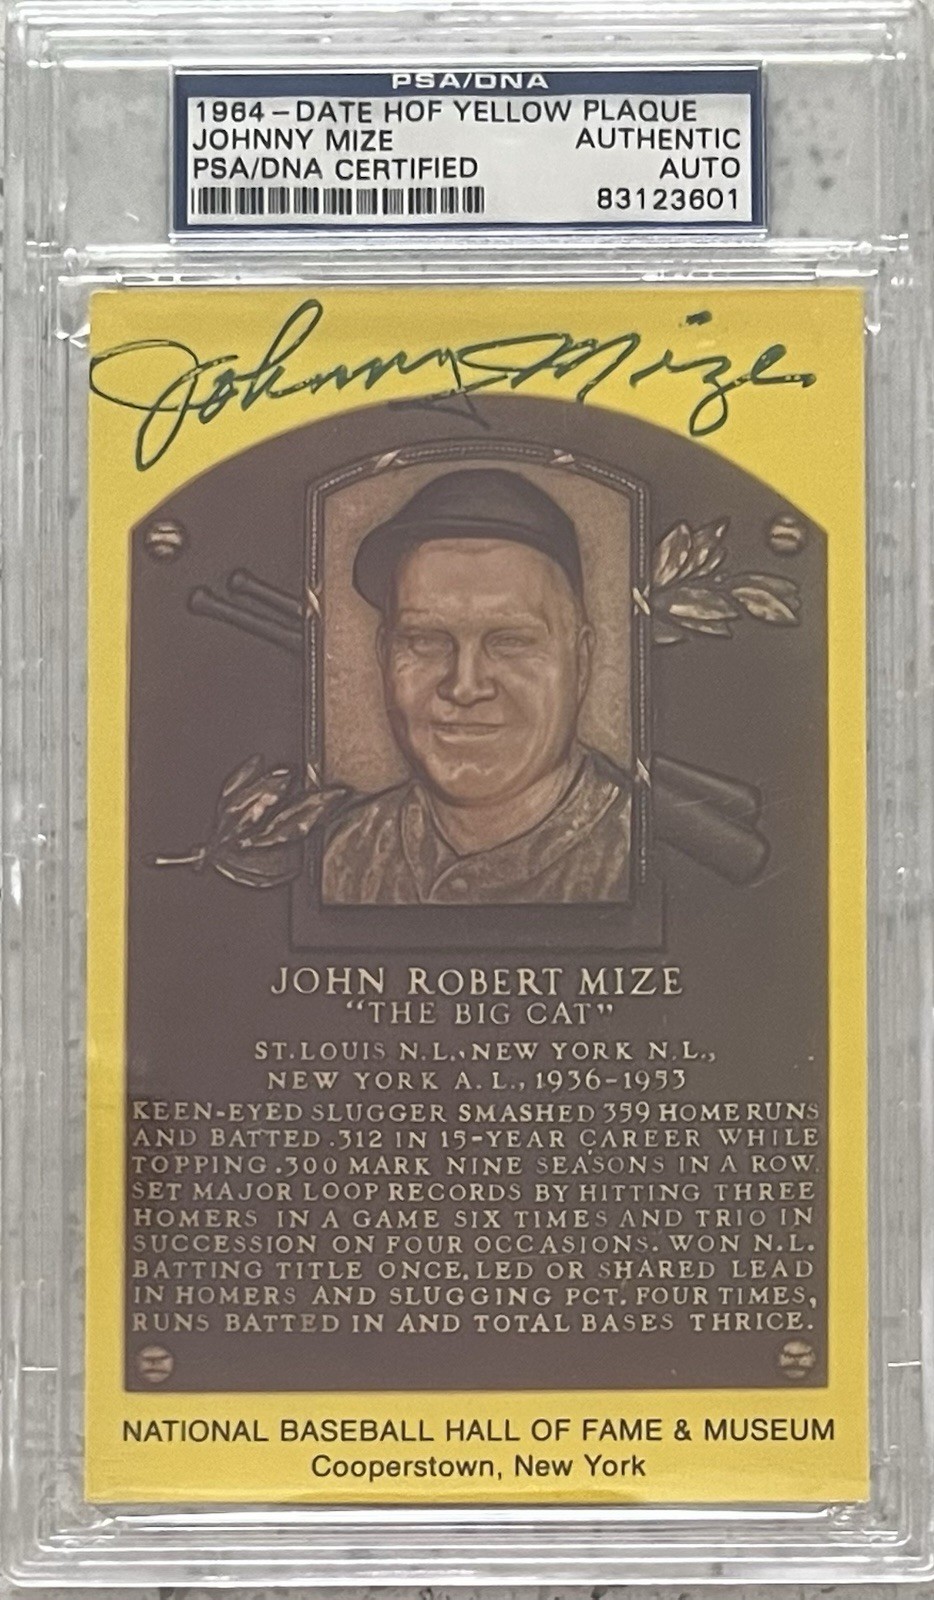 PSA/DNA
1964-DATE HOF YELLOW PLAQUE
JOHNNY MIZE AUTHENTIC
PSA/DNA CERTIFIED AUTO
83123601
Johnny Mize
JOHN ROBERT MIZE
"THE BIG CAT"
ST. LOUIS N.L., NEW YORK N.L.,
NEW YORK A.L., 1936-1953
KEEN-EYED SLUGGER SMASHED 359 HOME RUNS
AND BATTED .312 IN 15-YEAR CAREER WHILE
TOPPING .300 MARK NINE SEASONS IN A ROW.
SET MAJOR LOOP RECORDS BY HITTING THREE
HOMERS IN A GAME SIX TIMES AND TRIO IN
SUCCESSION ON FOUR OCCASIONS. WON N.L.
BATTING TITLE ONCE, LED OR SHARED LEAD
IN HOMERS AND SLUGGING PCT. FOUR TIMES,
RUNS BATTED IN AND TOTAL BASES THRICE.
NATIONAL BASEBALL HALL OF FAME & MUSEUM
Cooperstown, New York